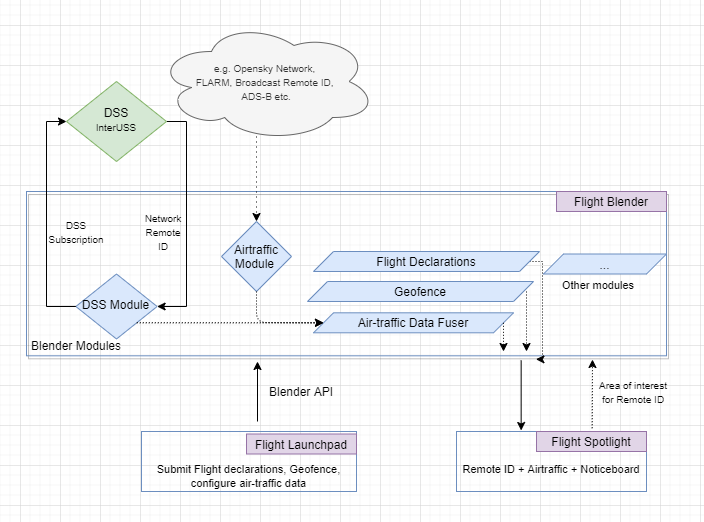 e.g. Opensky Network,
FLARM, Broadcast Remote ID,
ADS-B etc.
DSS
InterUSS
Flight Blender
DSS
Subscription
Network
Remote
ID
Airtraffic
Module
Flight Declarations
...
Other modules
Geofence
DSS Module
Air-traffic Data Fuser
Blender Modules
Blender API
Area of interest
for Remote ID
Flight Launchpad
Submit Flight declarations, Geofence,
configure air-traffic data
Flight Spotlight
Remote ID + Airtraffic + Noticeboard